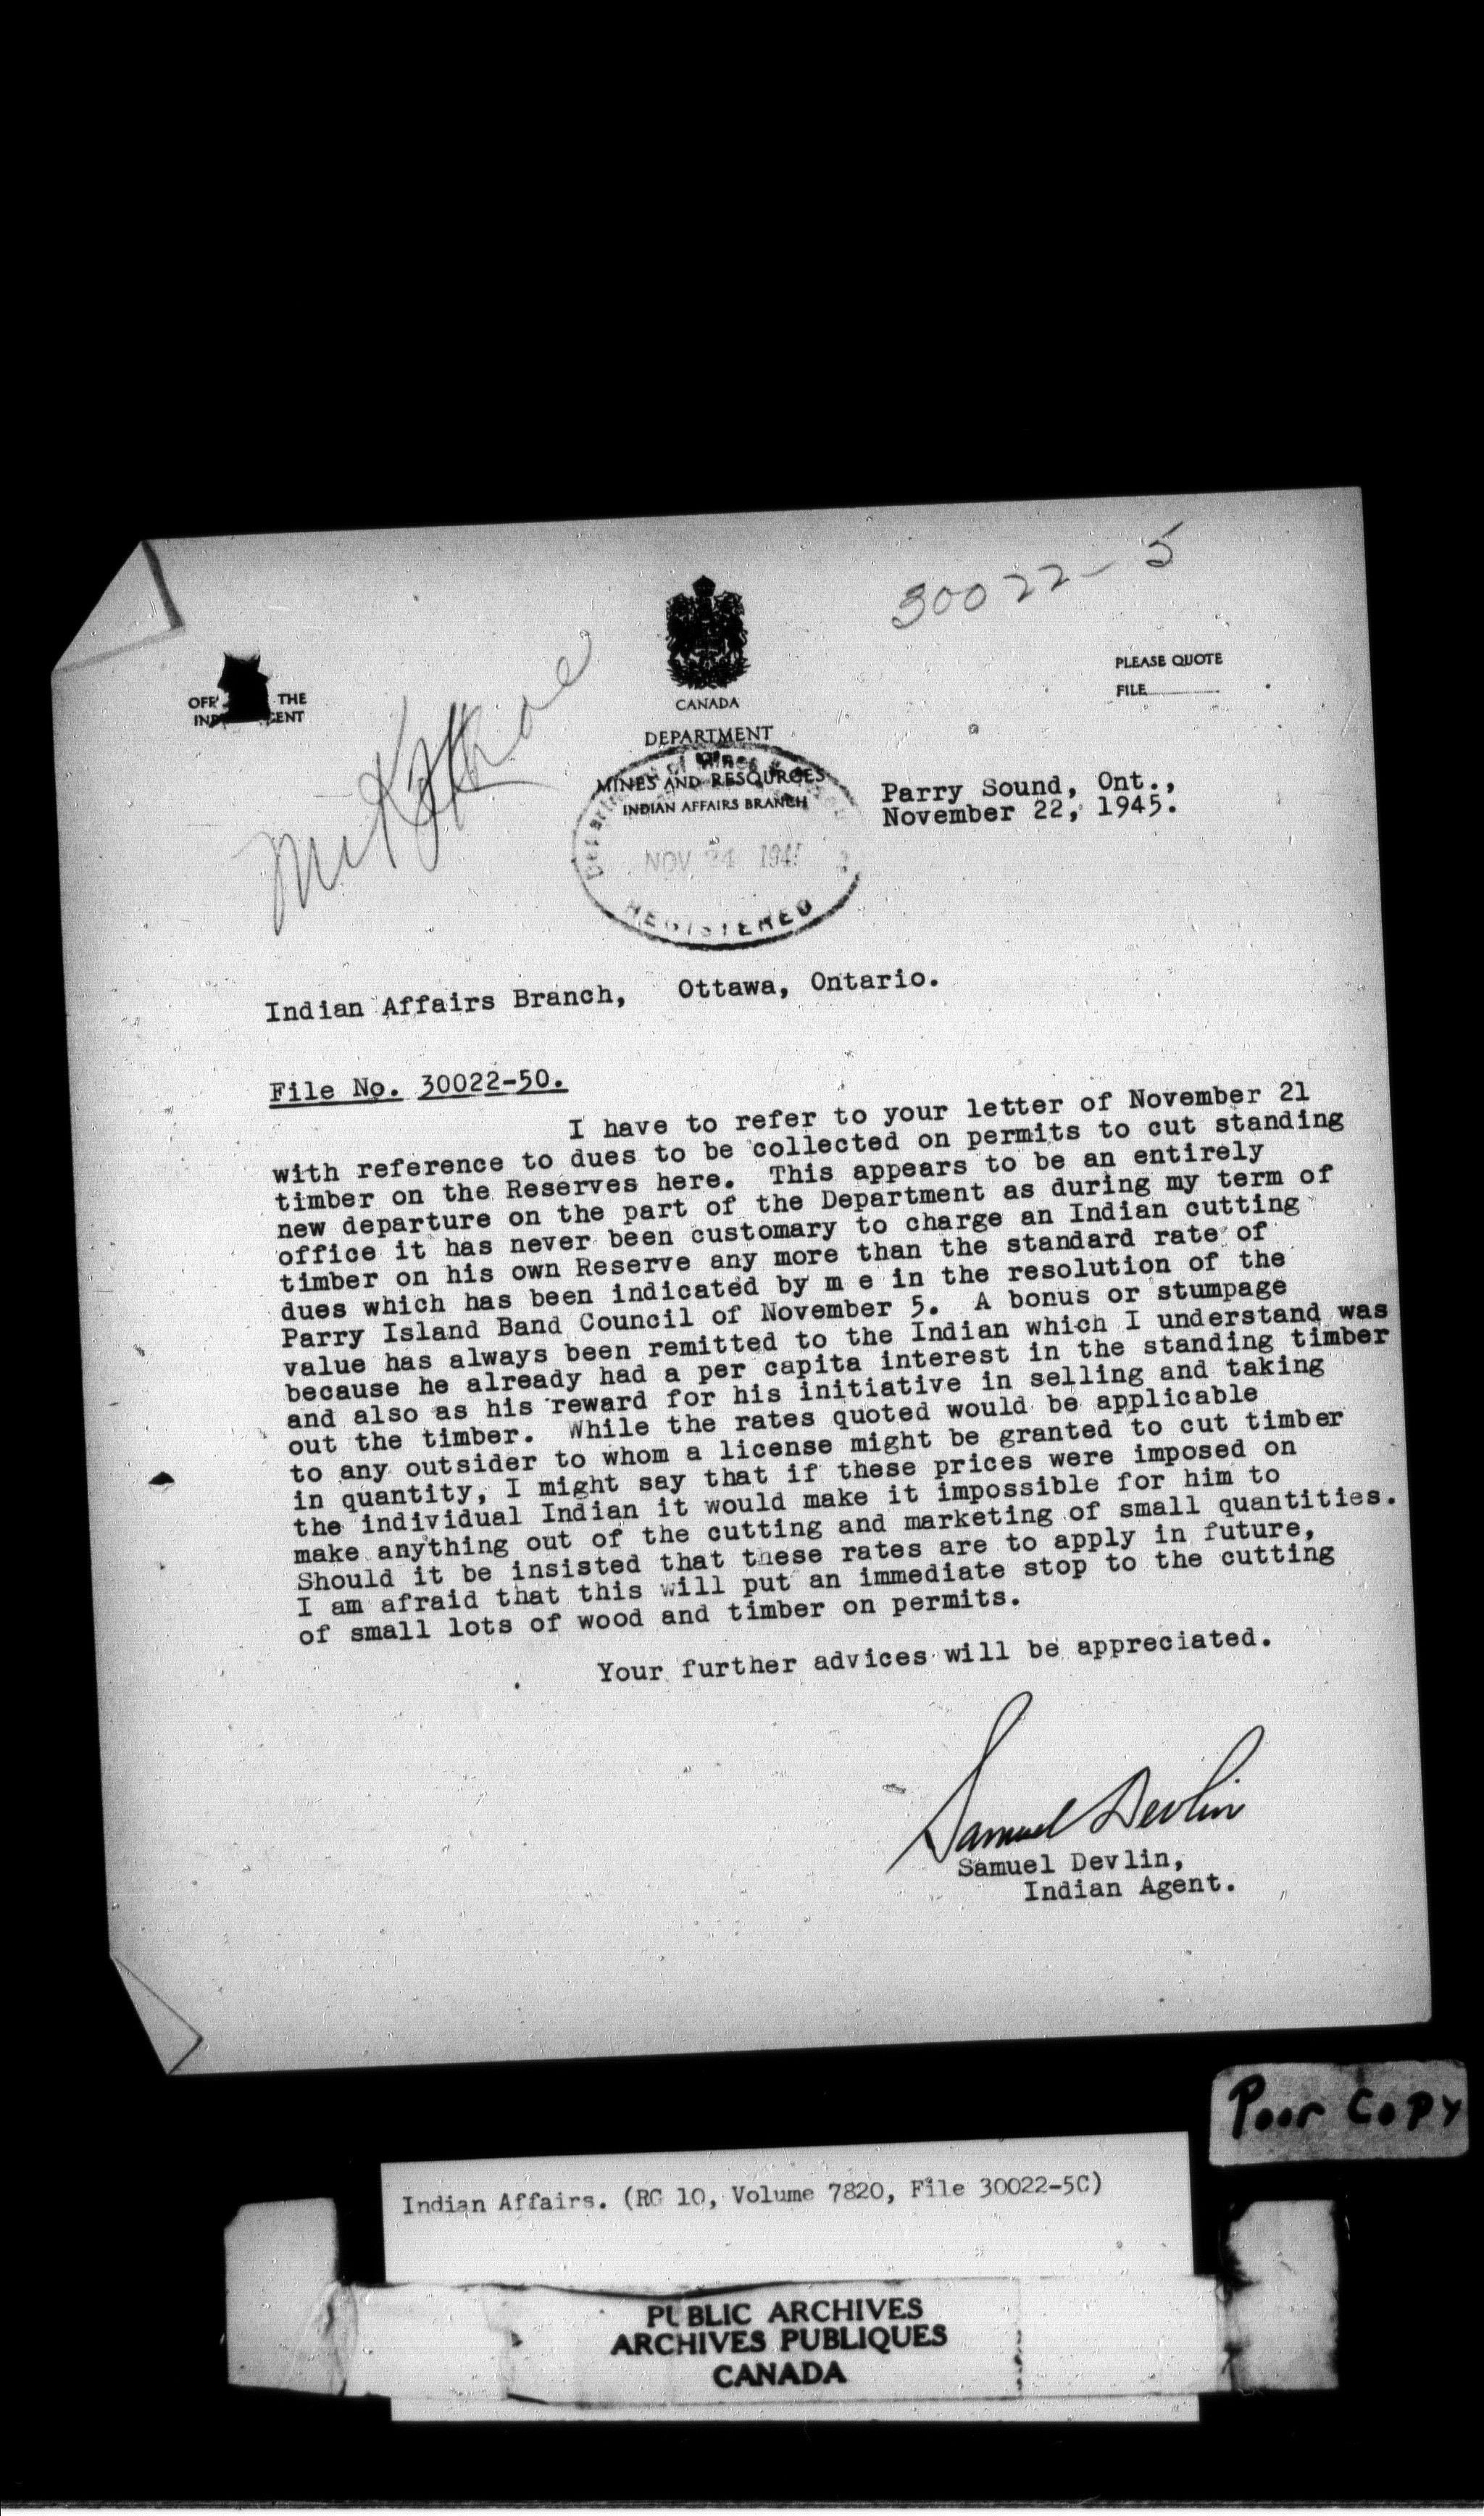 30022-5
OFF THE
IND GENT
CANADA
DEPARTMENT
OF
MINES AND RESOURCES
INDIAN AFFAIRS BRANCH
PLEASE QUOTE
FILE
Parry Sound, Ont.,
November 22, 1945.
NOV 24 194
REGISTERED
Indian Affairs Branch, Ottawa, Ontario.
File No. 30022-50.
I have to refer to your letter of November 21
with reference to dues to be collected on permits to cut standing
timber on the Reserves here. This appears to be an entirely
new departure on the part of the Department as during my term of
office it has never been customary to charge an Indian cutting
timber on his own Reserve any more than the standard rate of
dues which has been indicated by m e in the resolution of the
Parry Island Band Council of November 5. A bonus or stumpage
value has always been remitted to the Indian which I understand was
because he already had a per capita interest in the standing timber
and also as his reward for his initiative in selling and taking
out the timber. While the rates quoted would be applicable
to any outsider to whom a license might be granted to cut timber
in quantity, I might say that if these prices were imposed on
the individual Indian it would make it impossible for him to
make anything out of the cutting and marketing of small quantities.
Should it be insisted that these rates are to apply in future,
I am afraid that this will put an immediate stop to the cutting
of small lots of wood and timber on permits.
Your further advices will be appreciated.
Samuel Devlin
Samuel Devlin,
Indian Agent.
Poor Copy
Indian Affairs. (RG 10, Volume 7820, File 30022-5C)
PUBLIC ARCHIVES
ARCHIVES PUBLIQUES
CANADA